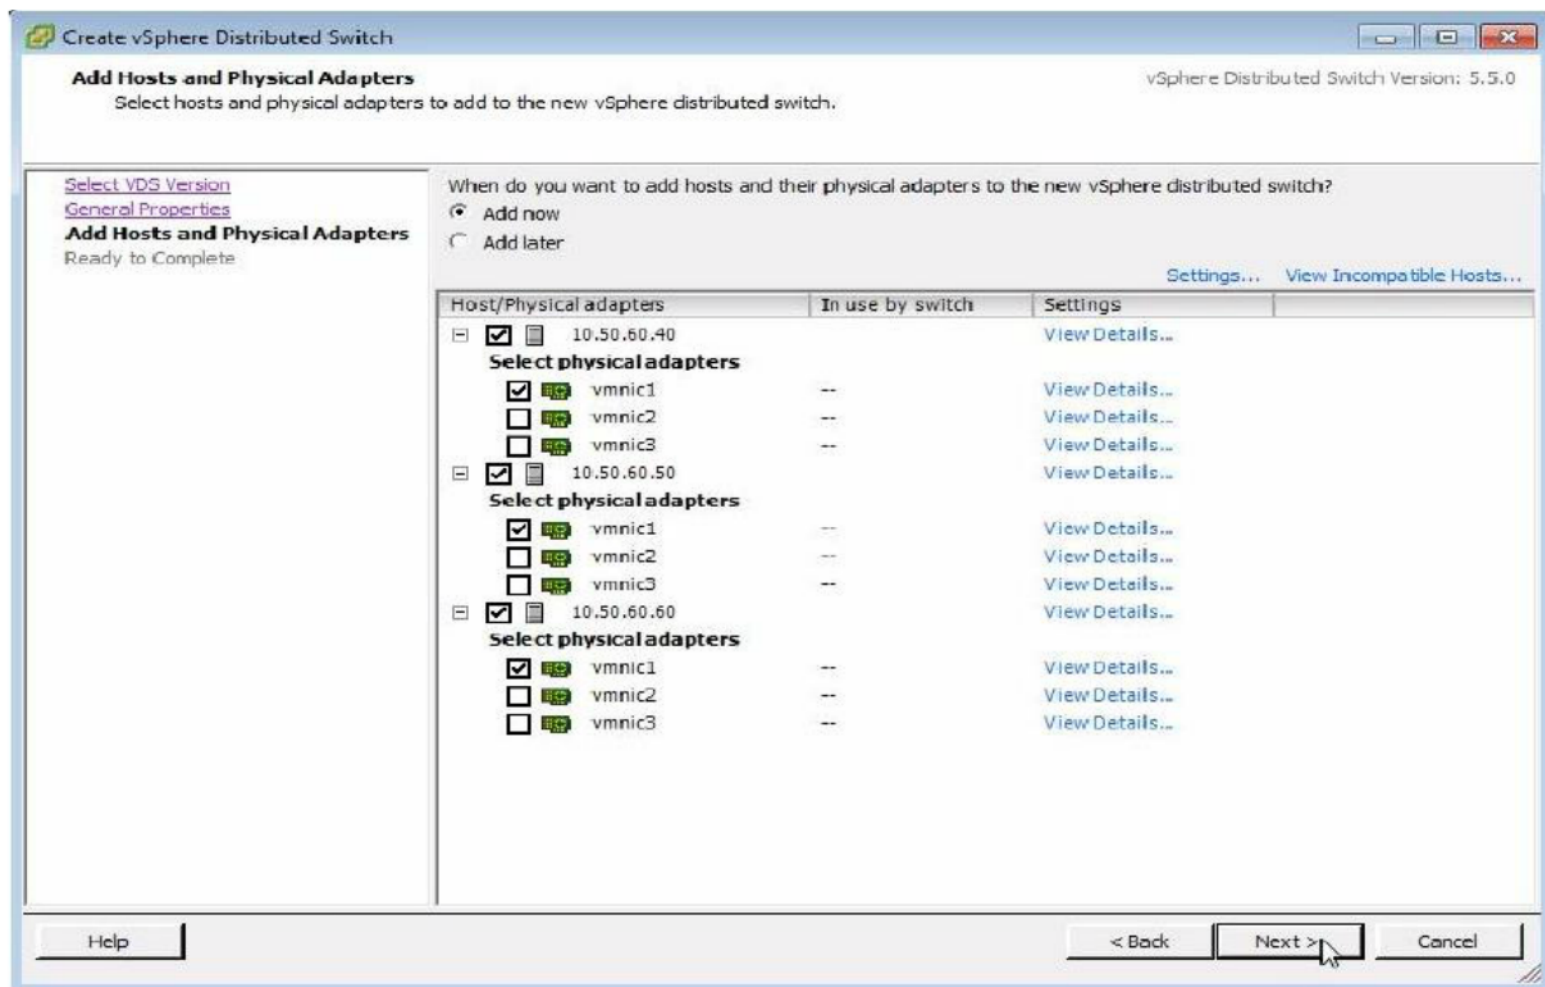 Create vSphere Distributed Switch
Add Hosts and Physical Adapters
vSphere Distributed Switch Version: 5.5.0
Select hosts and physical adapters to add to the new vSphere distributed switch.
Select VDS Version
General Properties
Add Hosts and Physical Adapters
Ready to Complete
When do you want to add hosts and their physical adapters to the new vSphere distributed switch?
Add now
Add later
Settings... View Incompatible Hosts...
Host/Physical adapters In use by switch Settings
10.50.60.40 View Details...
Select physical adapters
vmnic1 -- View Details...
vmnic2 -- View Details...
vmnic3 -- View Details...
10.50.60.50 View Details...
Select physical adapters
vmnic1 -- View Details...
vmnic2 -- View Details...
vmnic3 -- View Details...
10.50.60.60 View Details...
Select physical adapters
vmnic1 -- View Details...
vmnic2 -- View Details...
vmnic3 -- View Details...
Help < Back Next > Cancel